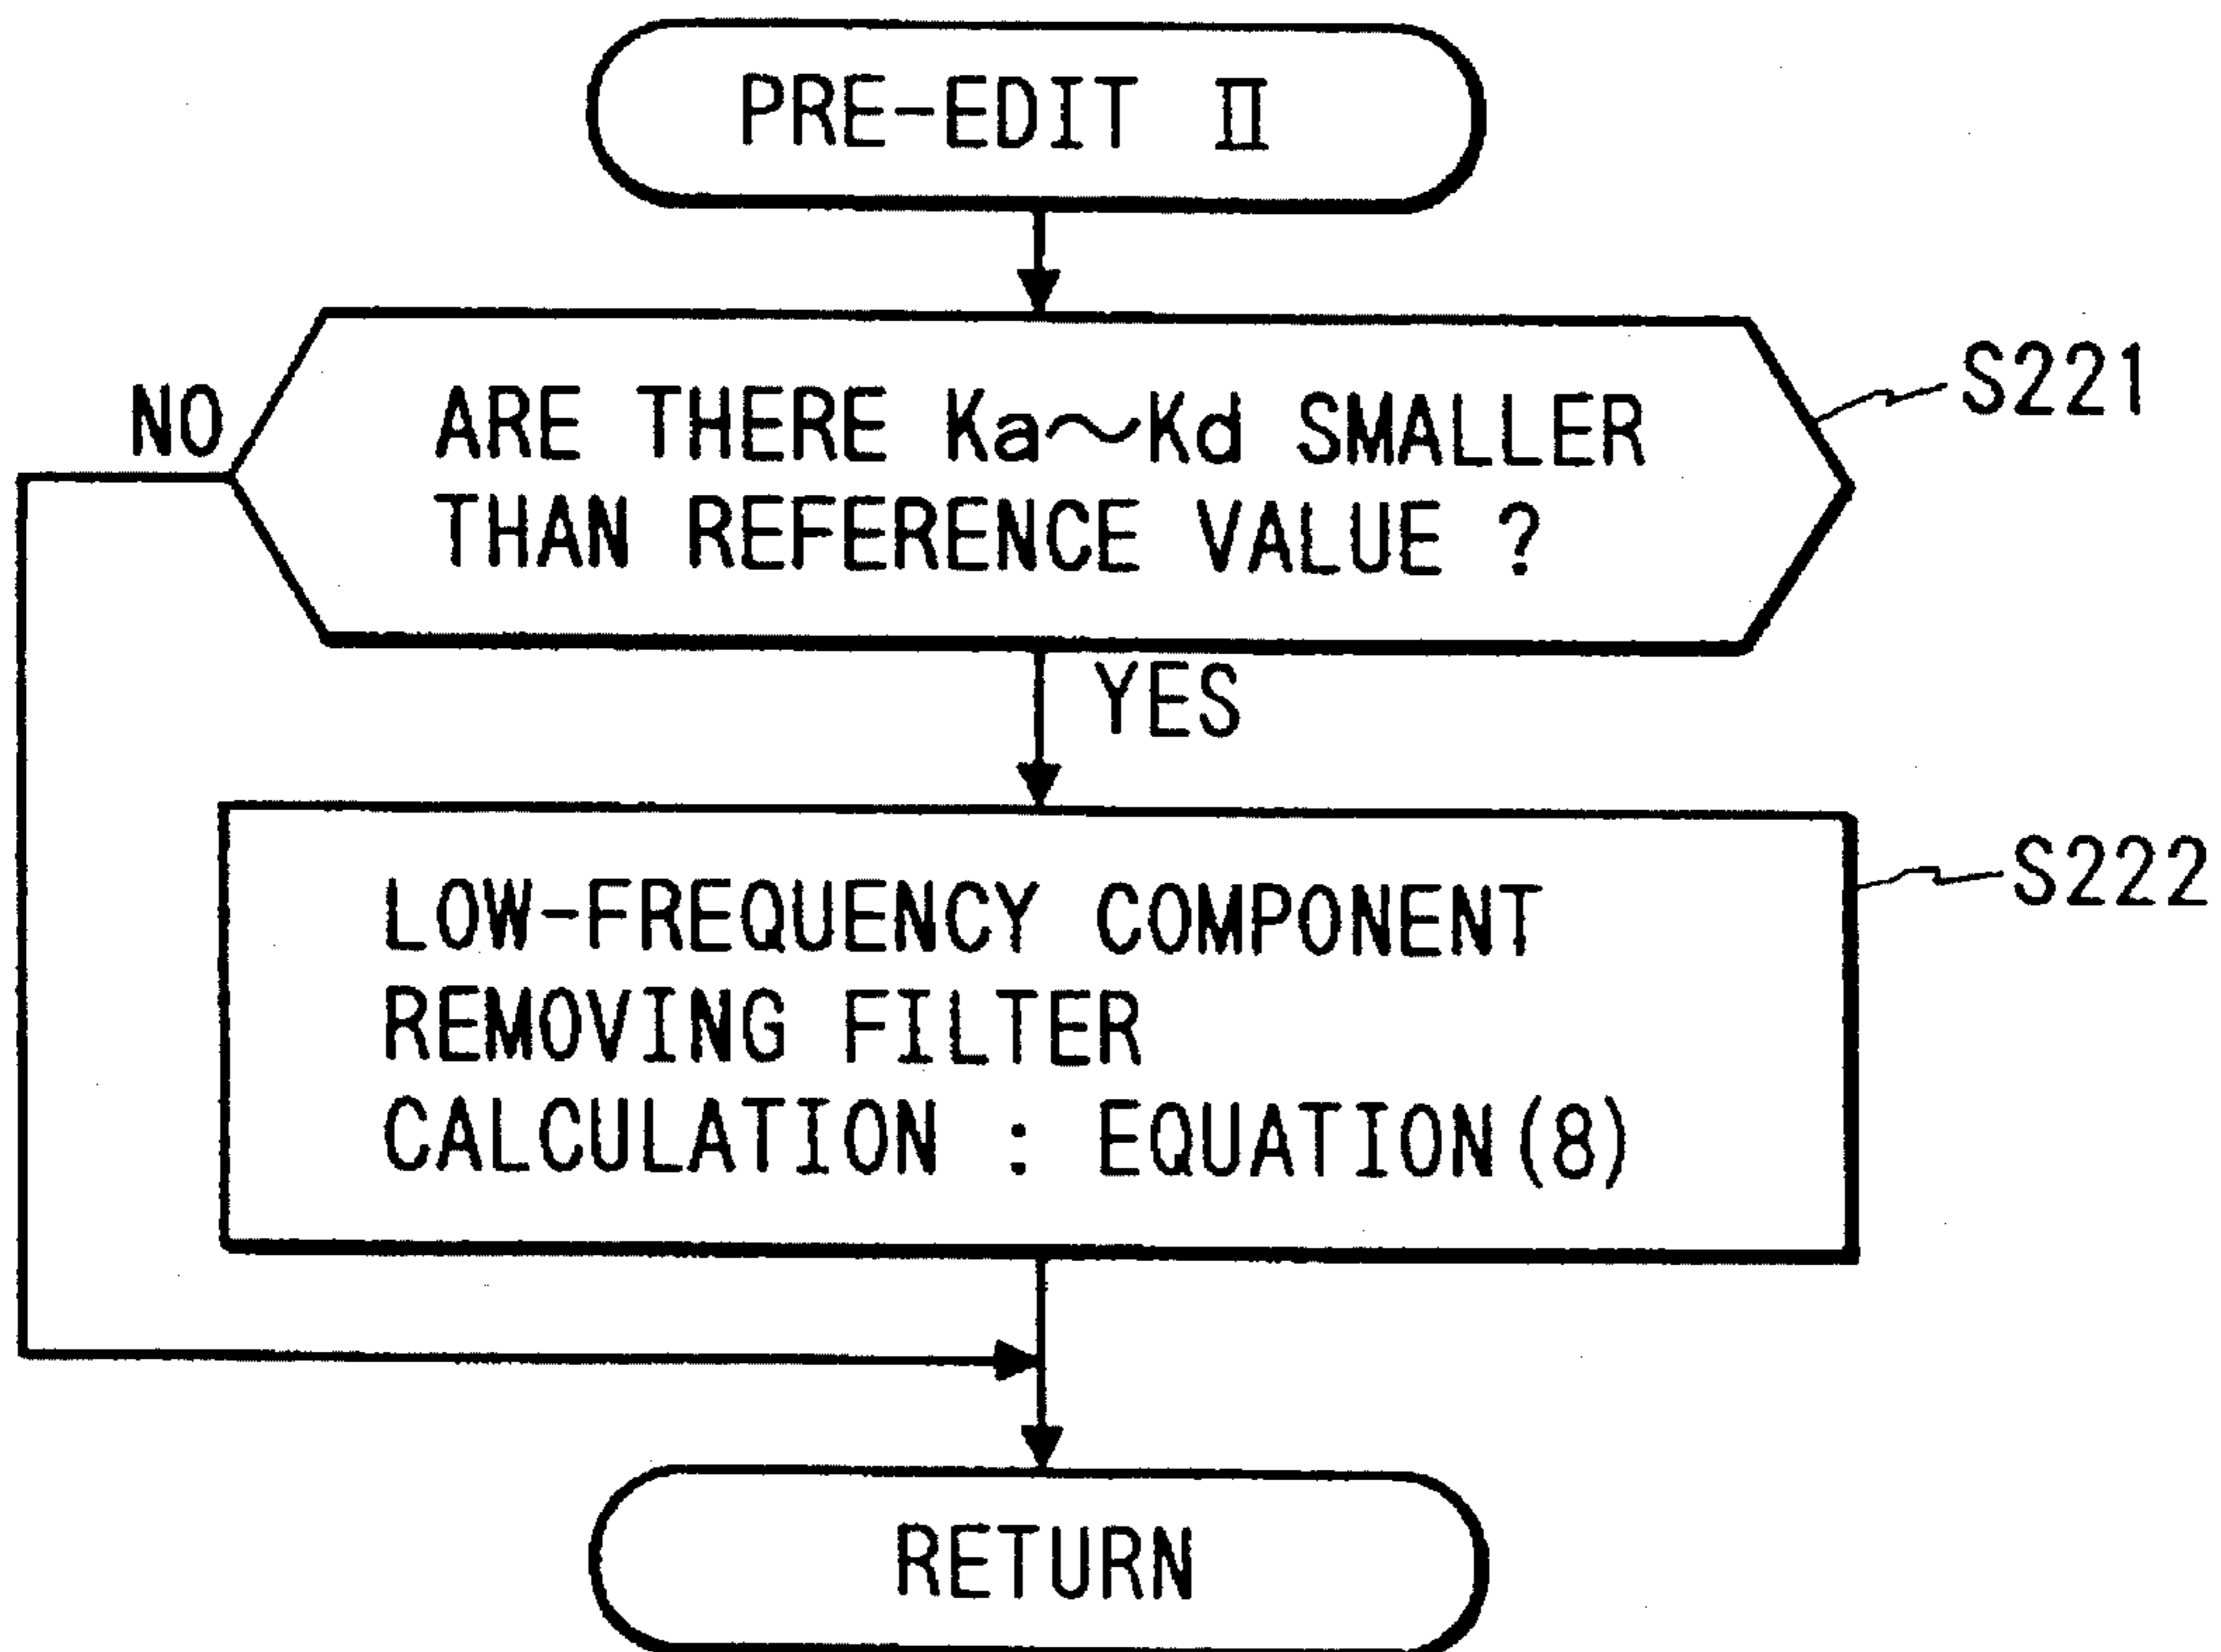 PRE-EDIT II
ARE THERE Ka～Kd SMALLER
THAN REFERENCE VALUE ?
S221
NO
YES
LOW-FREQUENCY COMPONENT
REMOVING FILTER
CALCULATION : EQUATION(8)
S222
RETURN